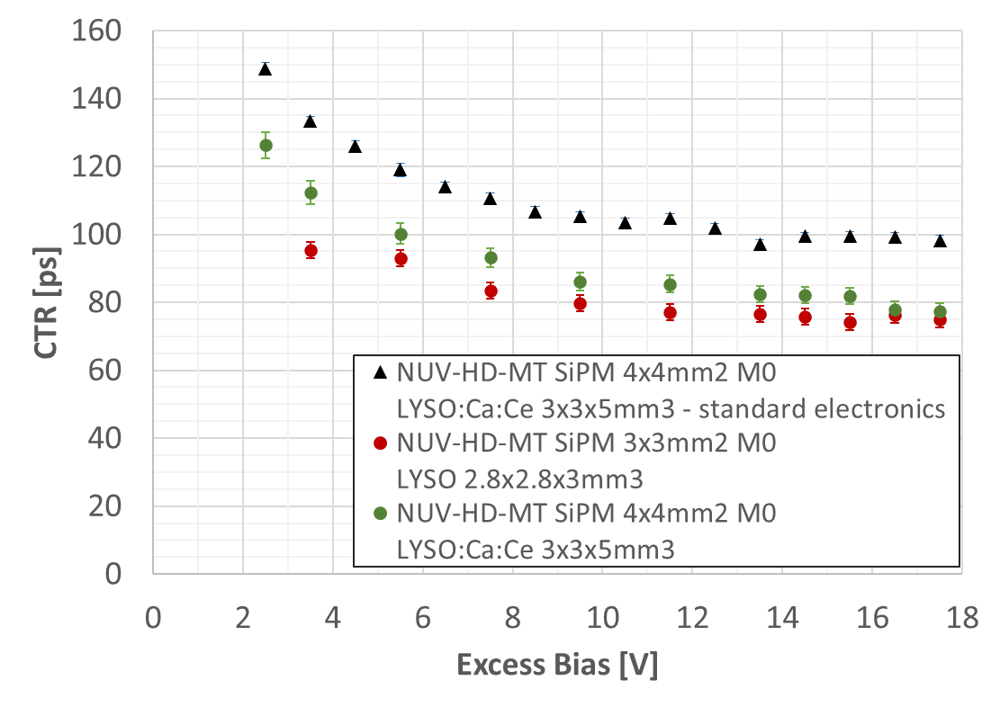 160
140
120
100
80
60
40
20
0
CTR [ps]
NUV-HD-MT SiPM 4x4mm2 M0
LYSO:Ca:Ce 3x3x5mm3 - standard electronics
NUV-HD-MT SiPM 3x3mm2 M0
LYSO 2.8x2.8x3mm3
NUV-HD-MT SiPM 4x4mm2 M0
LYSO:Ca:Ce 3x3x5mm3
0 2 4 6 8 10 12 14 16 18
Excess Bias [V]